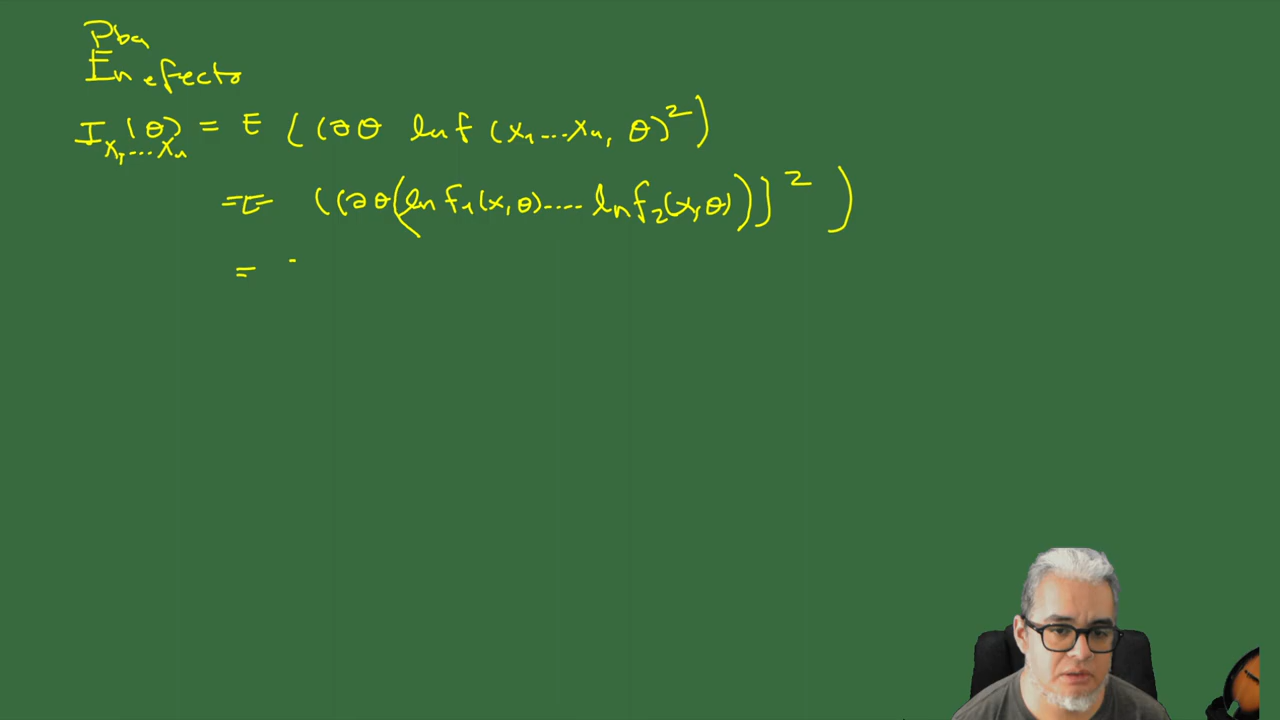 Pba
En efecto
I_{X_1...X_n}(θ) = E ((∂θ ln f (x_1...x_n, θ)^2)
= E ((∂θ(ln f_1(x,θ)....ln f_2(x,θ))]^2)
=